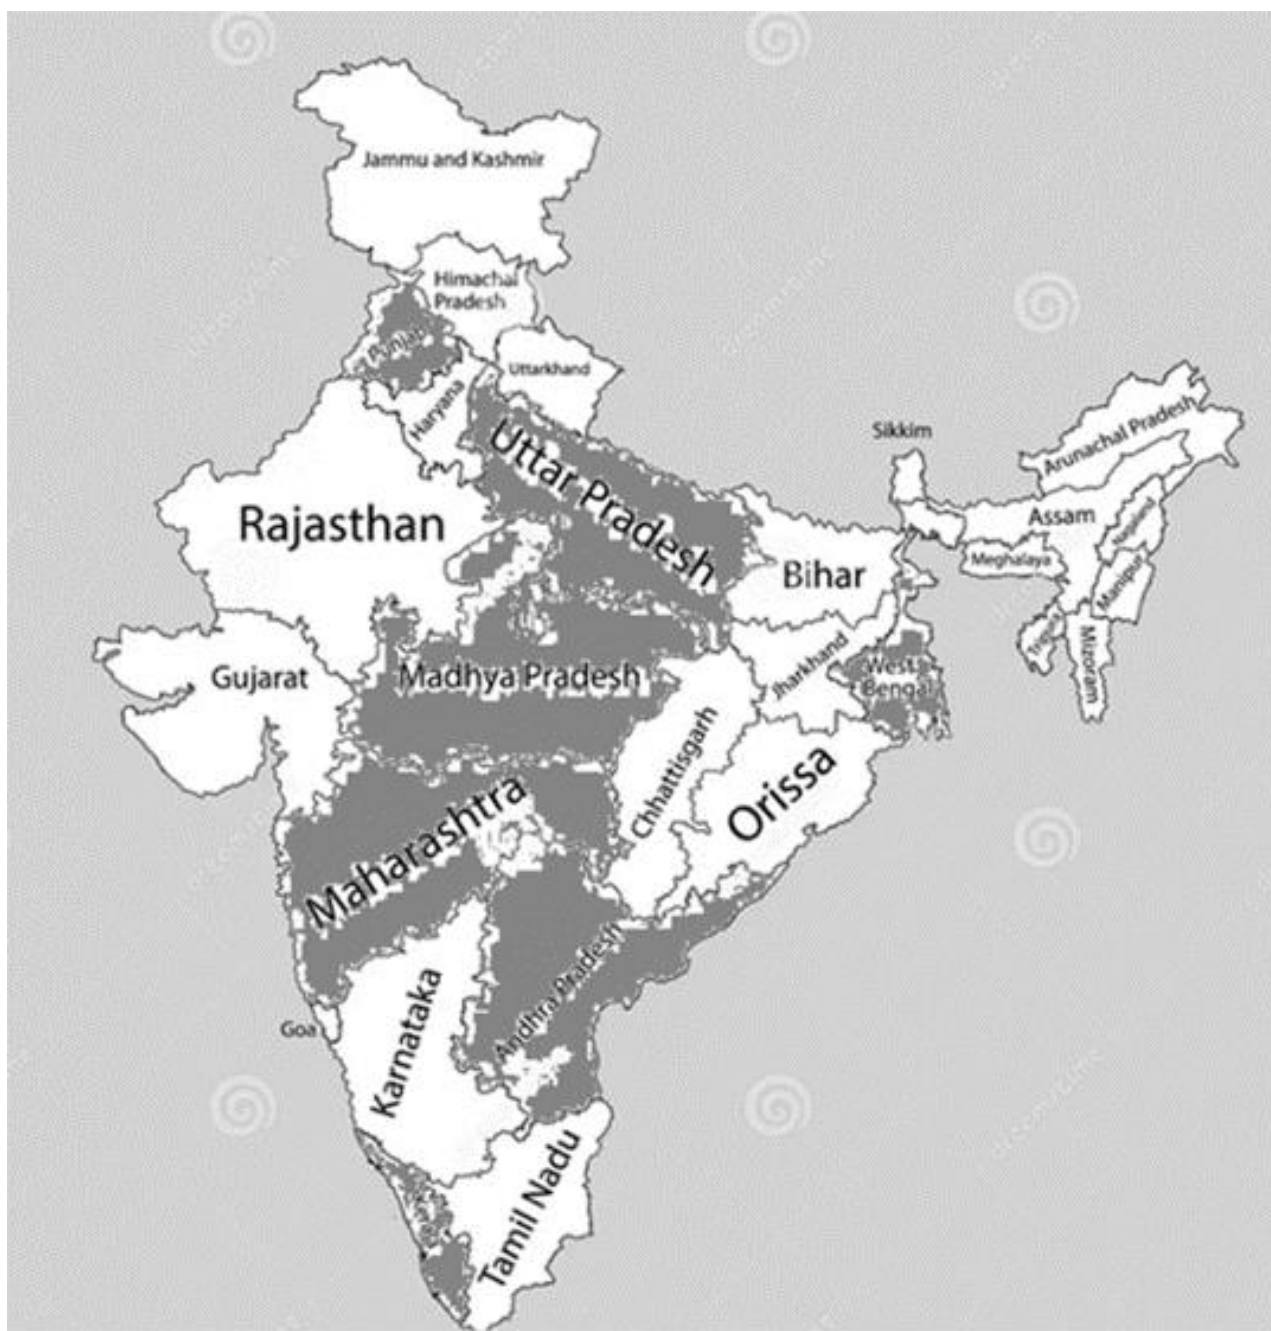 Jammu and Kashmir
Himachal
Pradesh
Punjab
Uttarkhand
Haryana
Uttar Pradesh
Sikkim
Arunachal Pradesh
Rajasthan
Assam
Nagaland
Bihar
Meghalaya
Manipur
Tripura
Mizoram
Jharkhand
West
Bengal
Gujarat
Madhya Pradesh
Chhattisgarh
Orissa
Maharashtra
Andhra Pradesh
Goa
Karnataka
Tamil Nadu